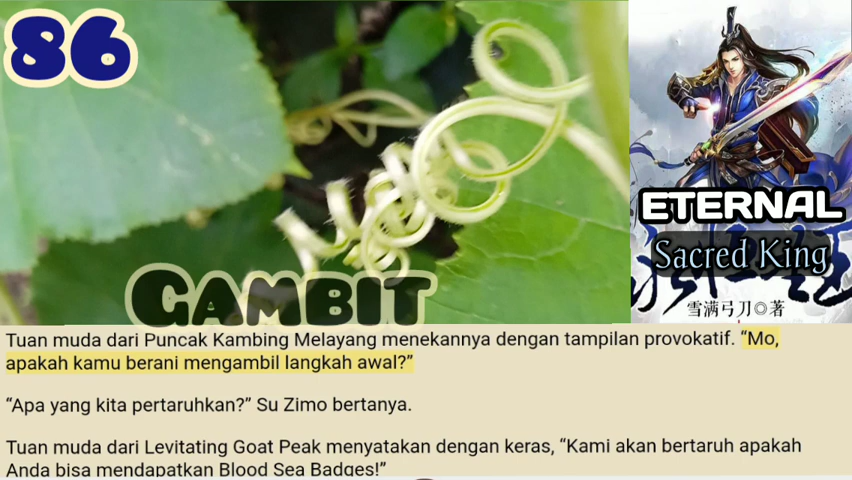 86
GAMBIT
ETERNAL
Sacred King
雪满弓刀◎著
Tuan muda dari Puncak Kambing Melayang menekannya dengan tampilan provokatif. “Mo,
apakah kamu berani mengambil langkah awal?”
“Apa yang kita pertaruhkan?” Su Zimo bertanya.
Tuan muda dari Levitating Goat Peak menyatakan dengan keras, “Kami akan bertaruh apakah
Anda bisa mendapatkan Blood Sea Badges!”